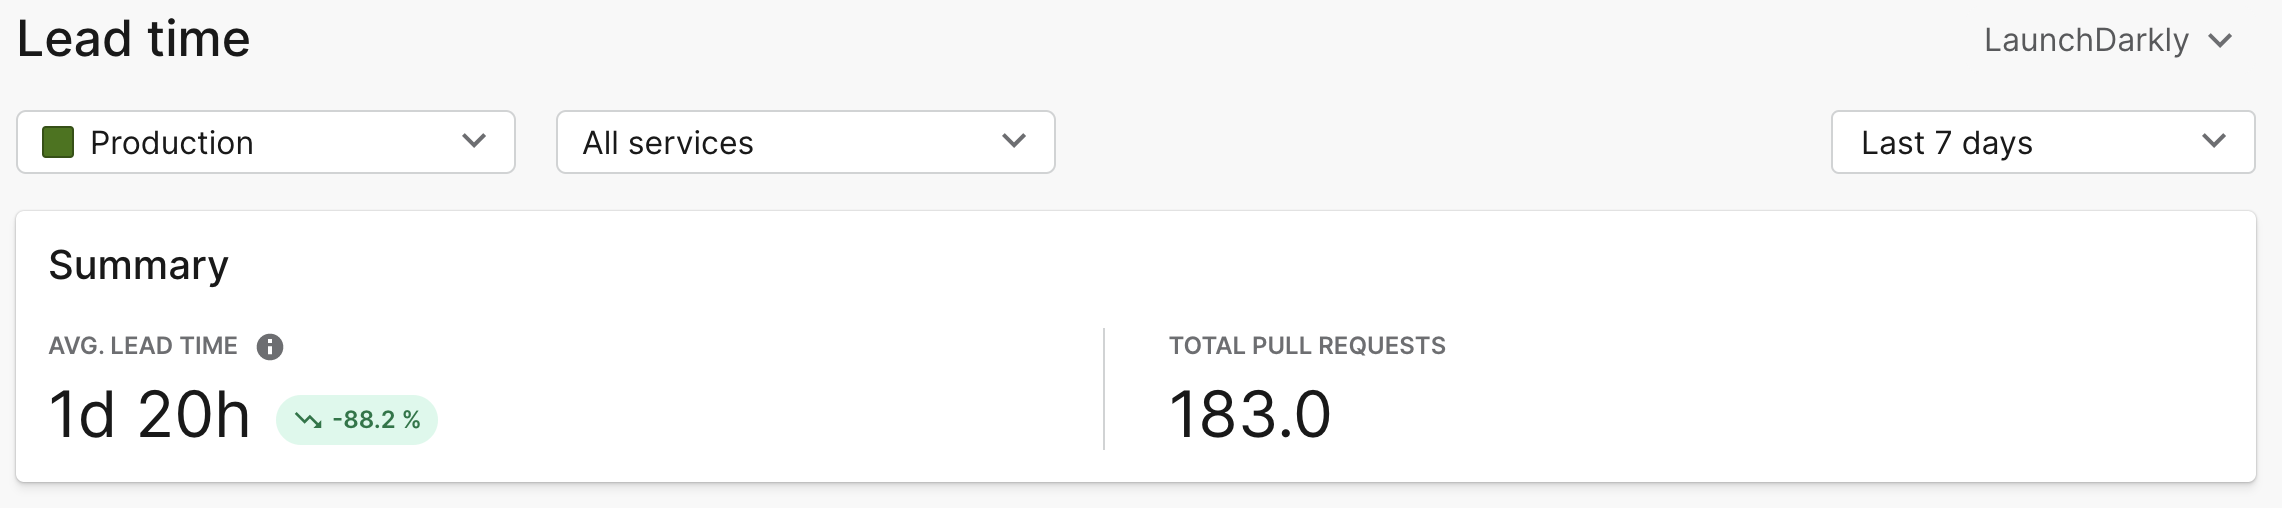 Lead time
LaunchDarkly
Production
All services
Last 7 days
Summary
AVG. LEAD TIME
1d 20h
-88.2 %
TOTAL PULL REQUESTS
183.0